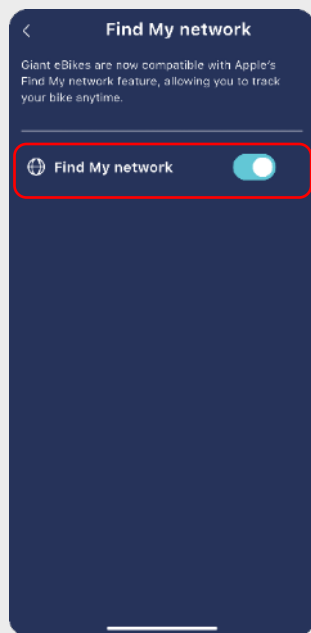 Find My network
Giant eBikes are now compatible with Apple's
Find My network feature, allowing you to track
your bike anytime.
Find My network